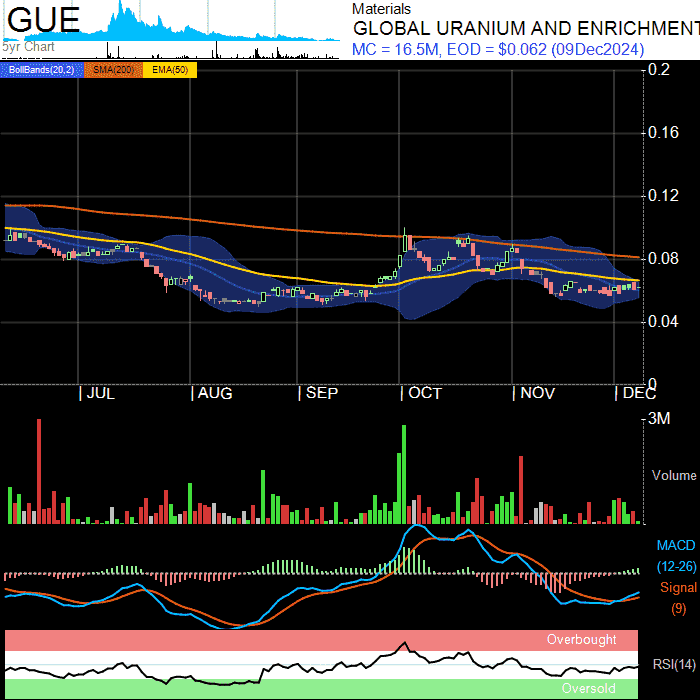 GUE
5yr Chart
Materials
GLOBAL URANIUM AND ENRICHMENT
MC = 16.5M, EOD = $0.062 (09Dec2024)
BollBands(20,2) SMA(200) EMA(50)
0.2
0.16
0.12
0.08
0.04
0
JUL AUG SEP OCT NOV DEC
3M
Volume
MACD
(12-26)
Signal
(9)
Overbought
RSI(14)
Oversold